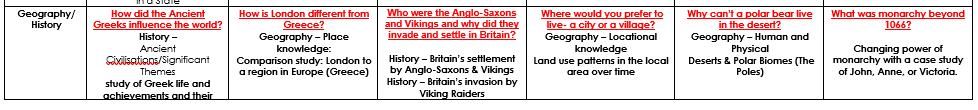 in a State
Geography/
History
How did the Ancient
Greeks influence the world?
History –
Ancient
Civilisations/Significant
Themes
study of Greek life and
achievements and their
How is London different from
Greece?
Geography – Place
knowledge:
Comparison study: London to
a region in Europe (Greece)
Who were the Anglo-Saxons
and Vikings and why did they
invade and settle in Britain?
History – Britain's settlement
by Anglo-Saxons & Vikings
History – Britain's invasion by
Viking Raiders
Where would you prefer to
live- a city or a village?
Geography – Locational
knowledge
Land use patterns in the local
area over time
Why can't a polar bear live
in the desert?
Geography – Human and
Physical
Deserts & Polar Biomes (The
Poles)
What was monarchy beyond
1066?
Changing power of
monarchy with a case study
of John, Anne, or Victoria.